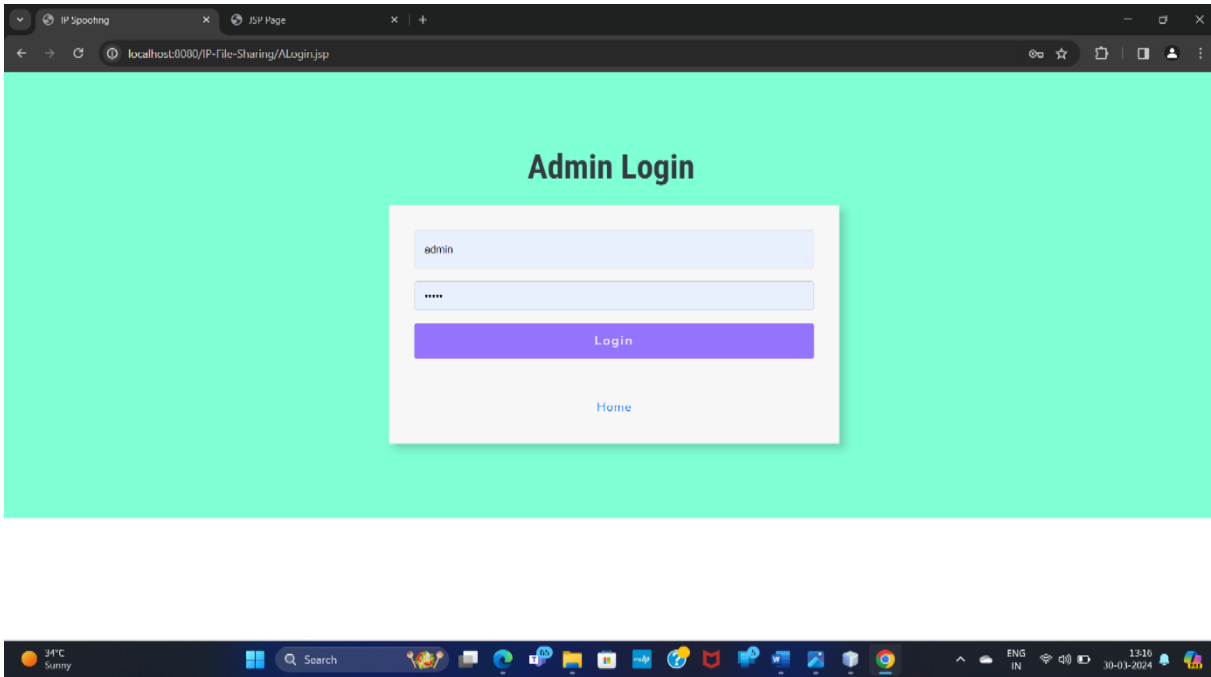 IP Spoofing
JSP Page
localhost:8080/IP-File-Sharing/ALogin.jsp
Admin Login
admin
•••••
Login
Home
34°C
Sunny
Search
ENG
IN
13:16
30-03-2024